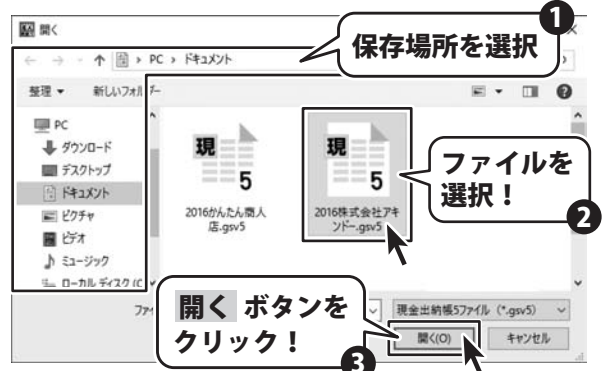 開く
❶
保存場所を選択
PC › ドキュメント
整理 ▼ 新しいフォルダー
PC
ダウンロード
デスクトップ
ドキュメント
ピクチャ
ビデオ
ミュージック
ローカル ディスク (C
現 5
2016かんたん商人
店.gsv5
現 5
2016株式会社アキ
ンドー.gsv5
ファイルを
選択！
❷
開く ボタンを
クリック！
❸
現金出納帳5ファイル (*.gsv5)
開く(O)
キャンセル